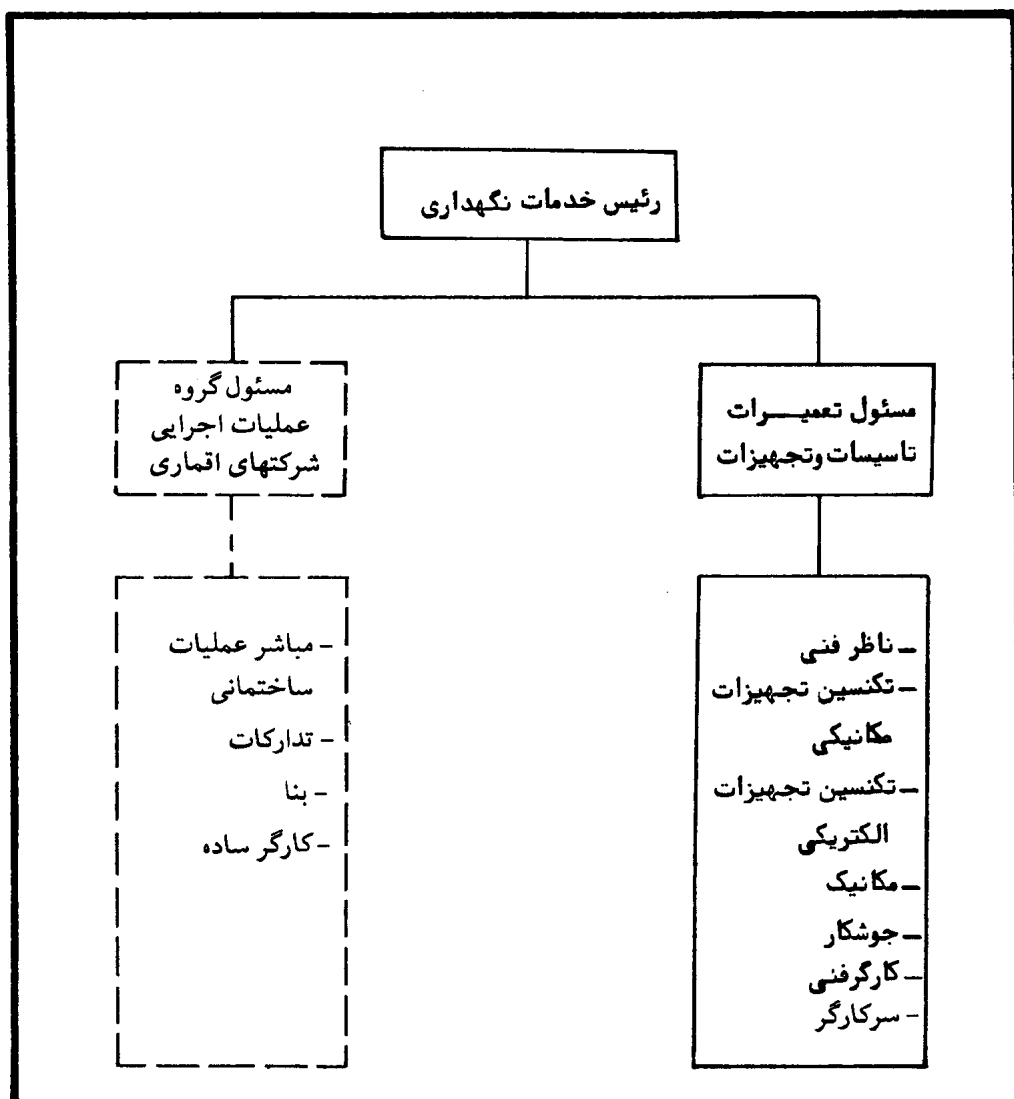 رئیس خدمات نگهداری
مسئول تعمیـــرات
تاسیسات وتجهیزات
– ناظر فنی
– تکنسین تجهیزات
مکانیکی
– تکنسین تجهیزات
الکتریکی
– مکانیک
– جوشکار
– کارگرفنی
– سرکارگر
مسئول گروه
عملیات اجرایی
شرکتهای اقماری
– مباشر عملیات
ساختمانی
– تدارکات
– بنا
– کارگر ساده